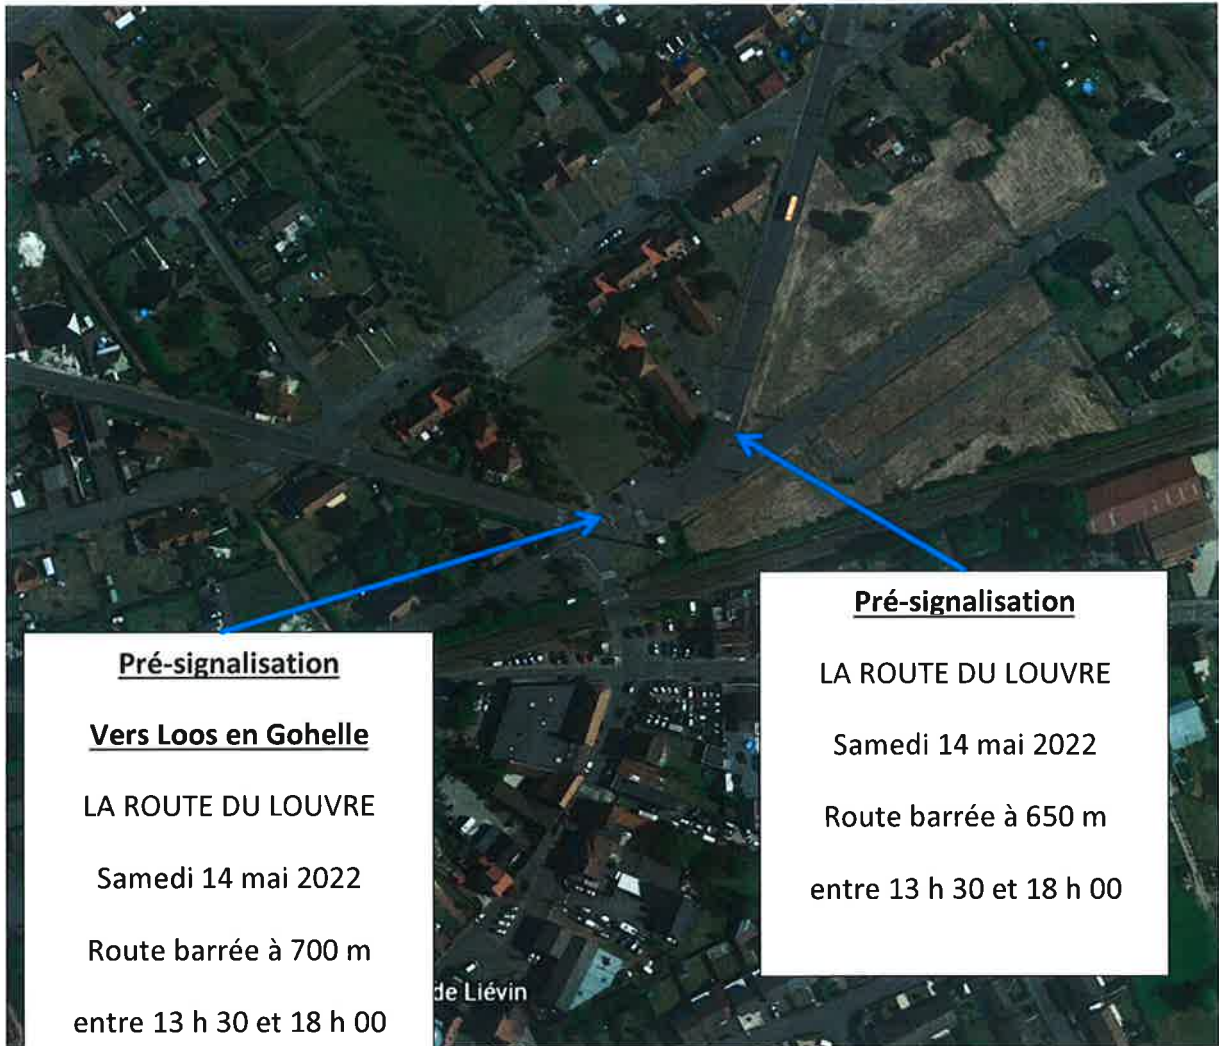 Pré-signalisation
Vers Loos en Gohelle
LA ROUTE DU LOUVRE
Samedi 14 mai 2022
Route barrée à 700 m
entre 13 h 30 et 18 h 00
Pré-signalisation
LA ROUTE DU LOUVRE
Samedi 14 mai 2022
Route barrée à 650 m
entre 13 h 30 et 18 h 00
de Liévin